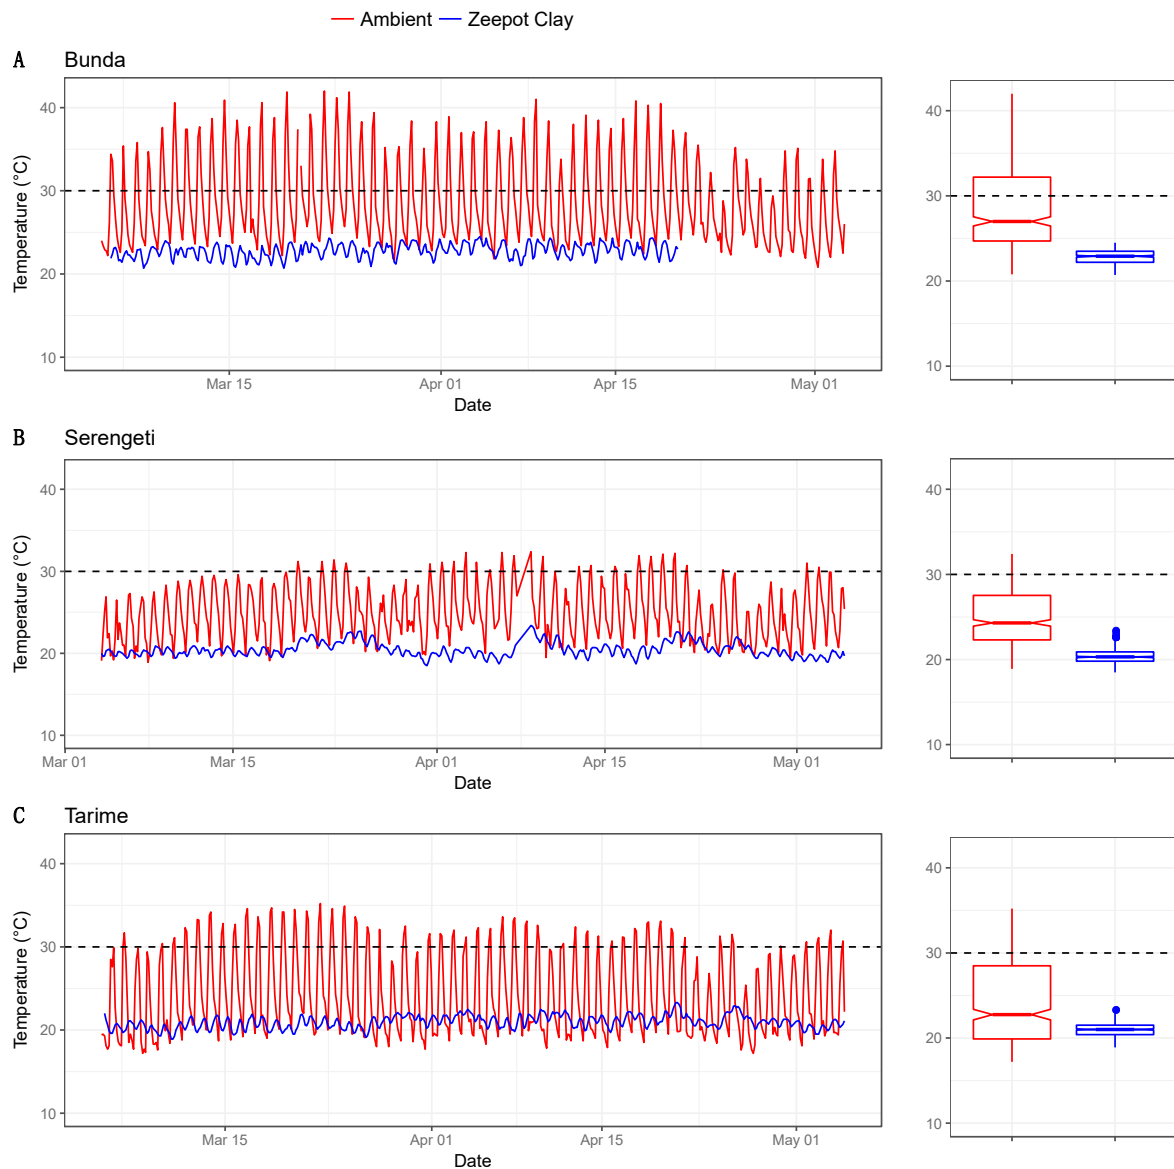 Ambient Zeepot Clay
A Bunda
Temperature (°C)
40
30
20
10
Mar 15 Apr 01 Apr 15 May 01
Date
40
30
20
10
B Serengeti
Temperature (°C)
40
30
20
10
Mar 01 Mar 15 Apr 01 Apr 15 May 01
Date
40
30
20
10
C Tarime
Temperature (°C)
40
30
20
10
Mar 15 Apr 01 Apr 15 May 01
Date
40
30
20
10